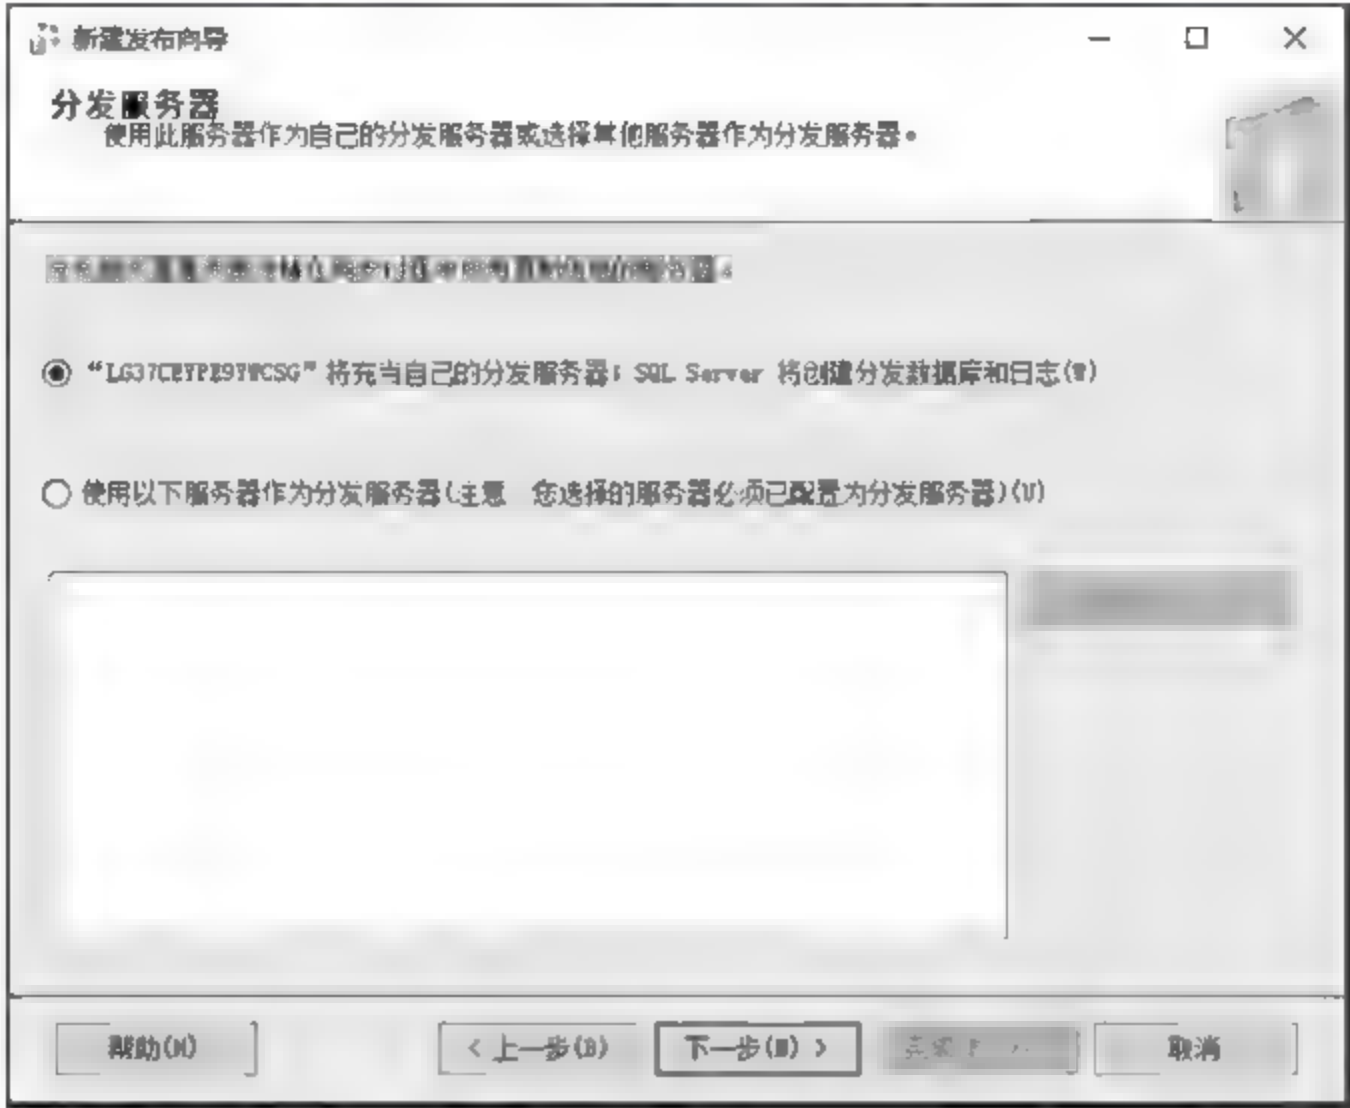 新建发布向导
分发服务器
使用此服务器作为自己的分发服务器或选择其他服务器作为分发服务器。
将充当自己的分发服务器; SQL Server 将创建分发数据库和日志(W)
使用以下服务器作为分发服务器(注意 您选择的服务器必须已配置为分发服务器)(U)
帮助(H)
< 上一步(B)
下一步(N) >
取消